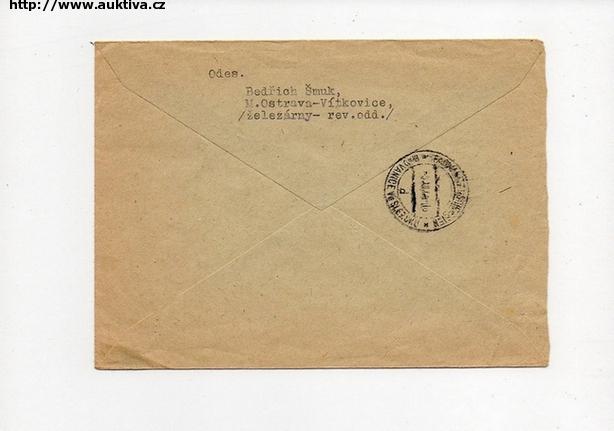 http://www.auktiva.cz
Odes.
Bedřich Šmuk,
M.Ostrava-Vítkovice,
/železárny- rev.odd./